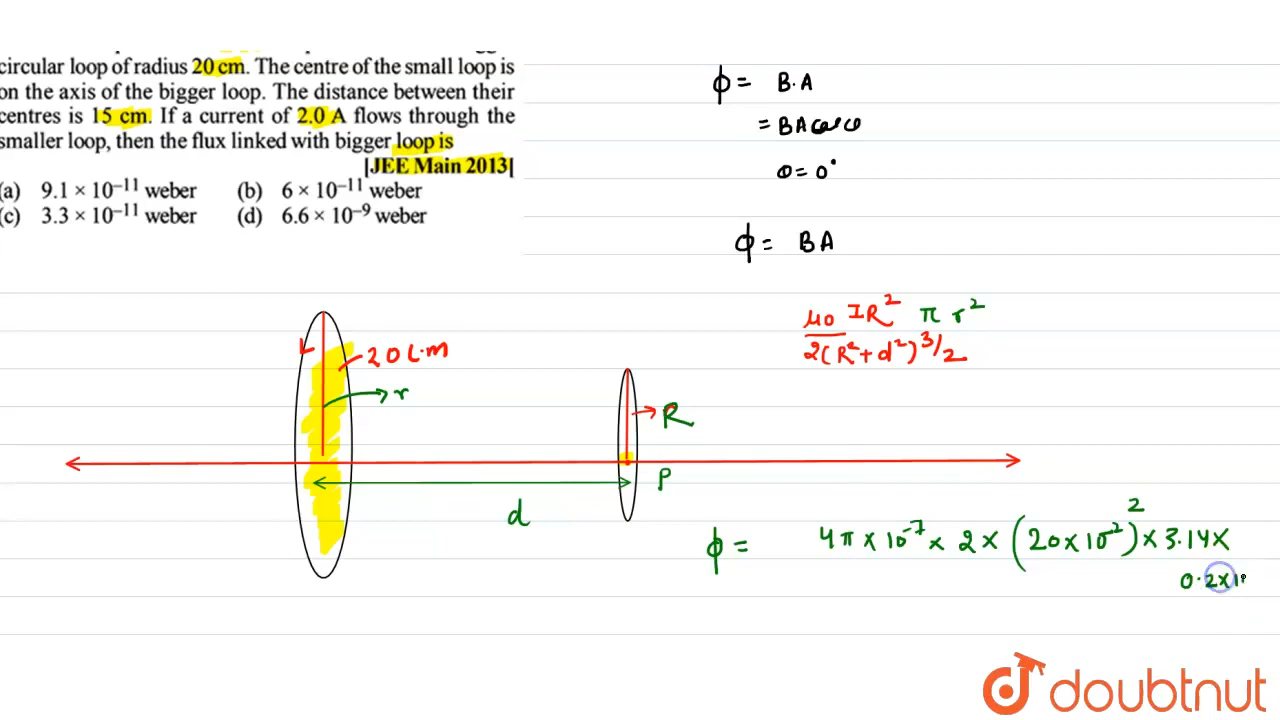 circular loop of radius 20 cm. The centre of the small loop is
on the axis of the bigger loop. The distance between their
centres is 15 cm. If a current of 2.0 A flows through the
smaller loop, then the flux linked with bigger loop is
[JEE Main 2013]
(a) 9.1 × 10⁻¹¹ weber (b) 6 × 10⁻¹¹ weber
(c) 3.3 × 10⁻¹¹ weber (d) 6.6 × 10⁻⁹ weber
ϕ = B·A
= BA
θ = 0°
ϕ = BA
μ0 IR² π r²
2(R² + d²)^3/2
20 c.m
r
R
P
d
ϕ = 4π × 10⁻⁷ × 2 × (20 × 10⁻²)² × 3.14 ×
0.2×1
doubtnut